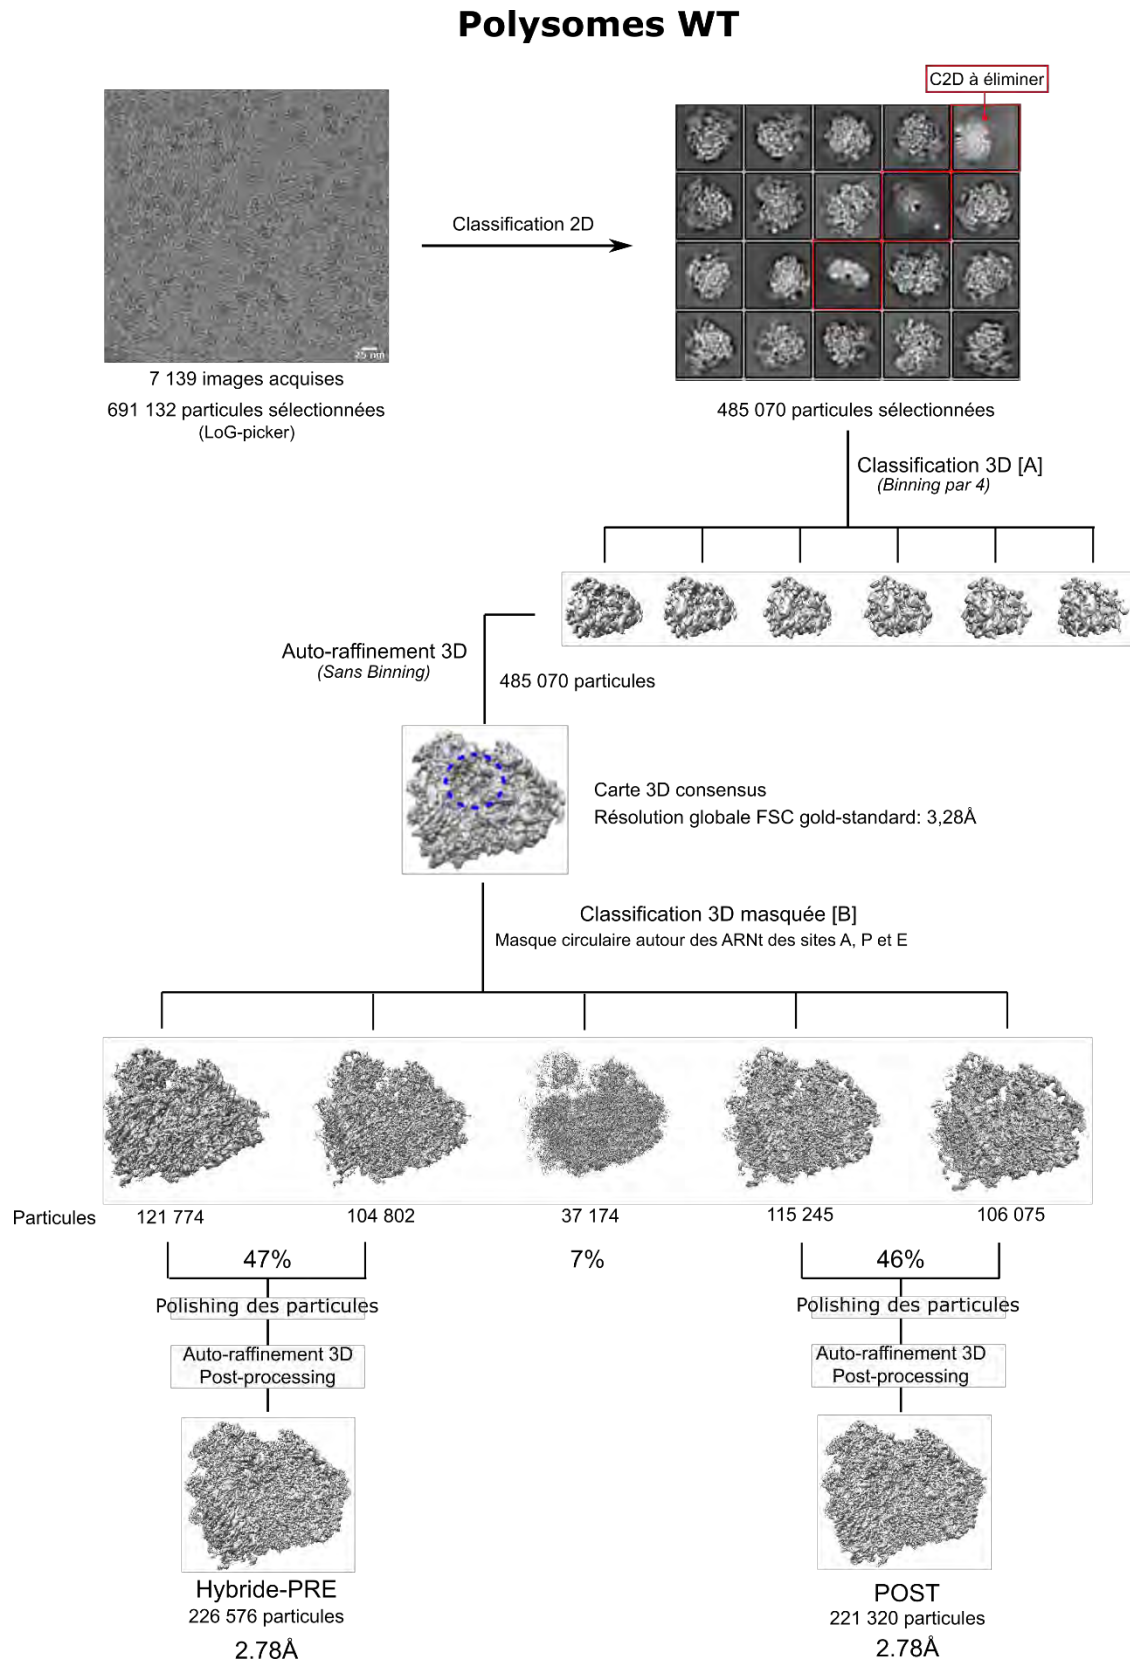 Polysomes WT
C2D à éliminer
Classification 2D
25 nm
7 139 images acquises
691 132 particules sélectionnées
(LoG-picker)
485 070 particules sélectionnées
Classification 3D [A]
(Binning par 4)
Auto-raffinement 3D
(Sans Binning)
485 070 particules
Carte 3D consensus
Résolution globale FSC gold-standard: 3,28Å
Classification 3D masquée [B]
Masque circulaire autour des ARNt des sites A, P et E
Particules 121 774 104 802 37 174 115 245 106 075
47% 7% 46%
Polishing des particules Polishing des particules
Auto-raffinement 3D Auto-raffinement 3D
Post-processing Post-processing
Hybride-PRE POST
226 576 particules 221 320 particules
2.78Å 2.78Å